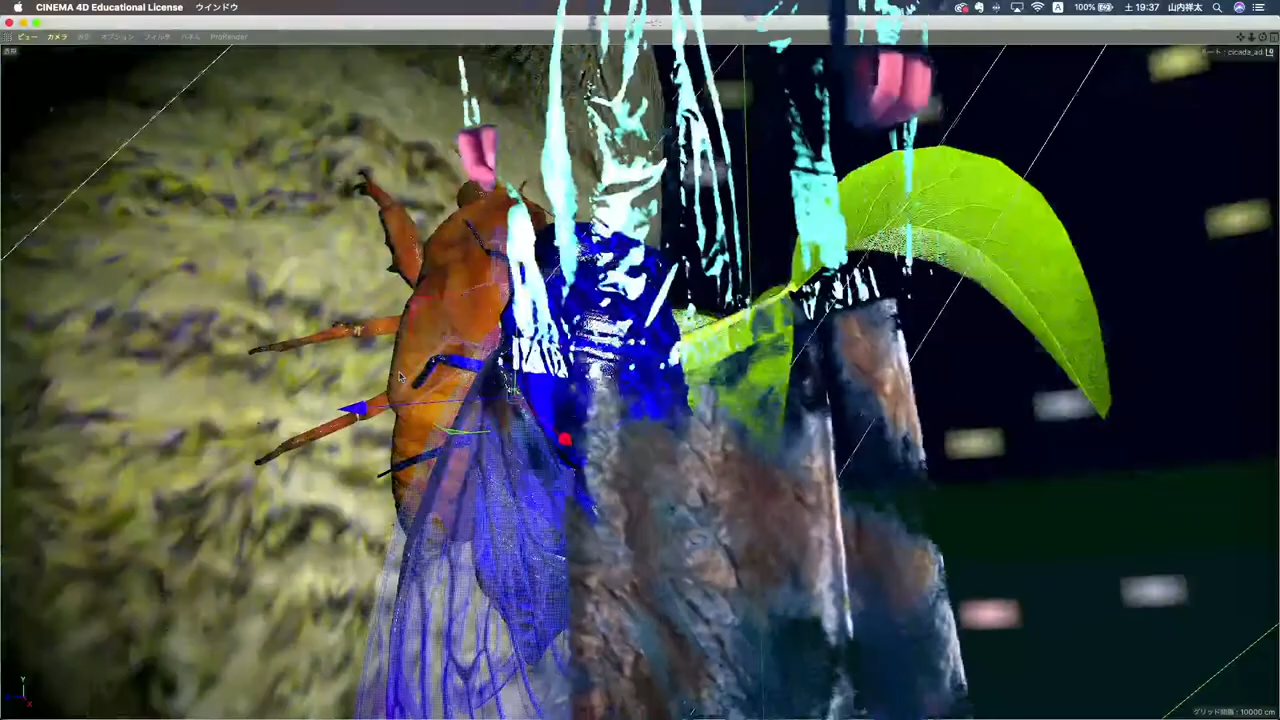 CINEMA 4D Educational License ウインドウ 100% 土 19:37 山内祥太
ビュー カメラ 表示 オプション フィルタ パネル ProRender
透視
ート : cicada_ad
Y
X
グリッド間隔 : 10000 cm